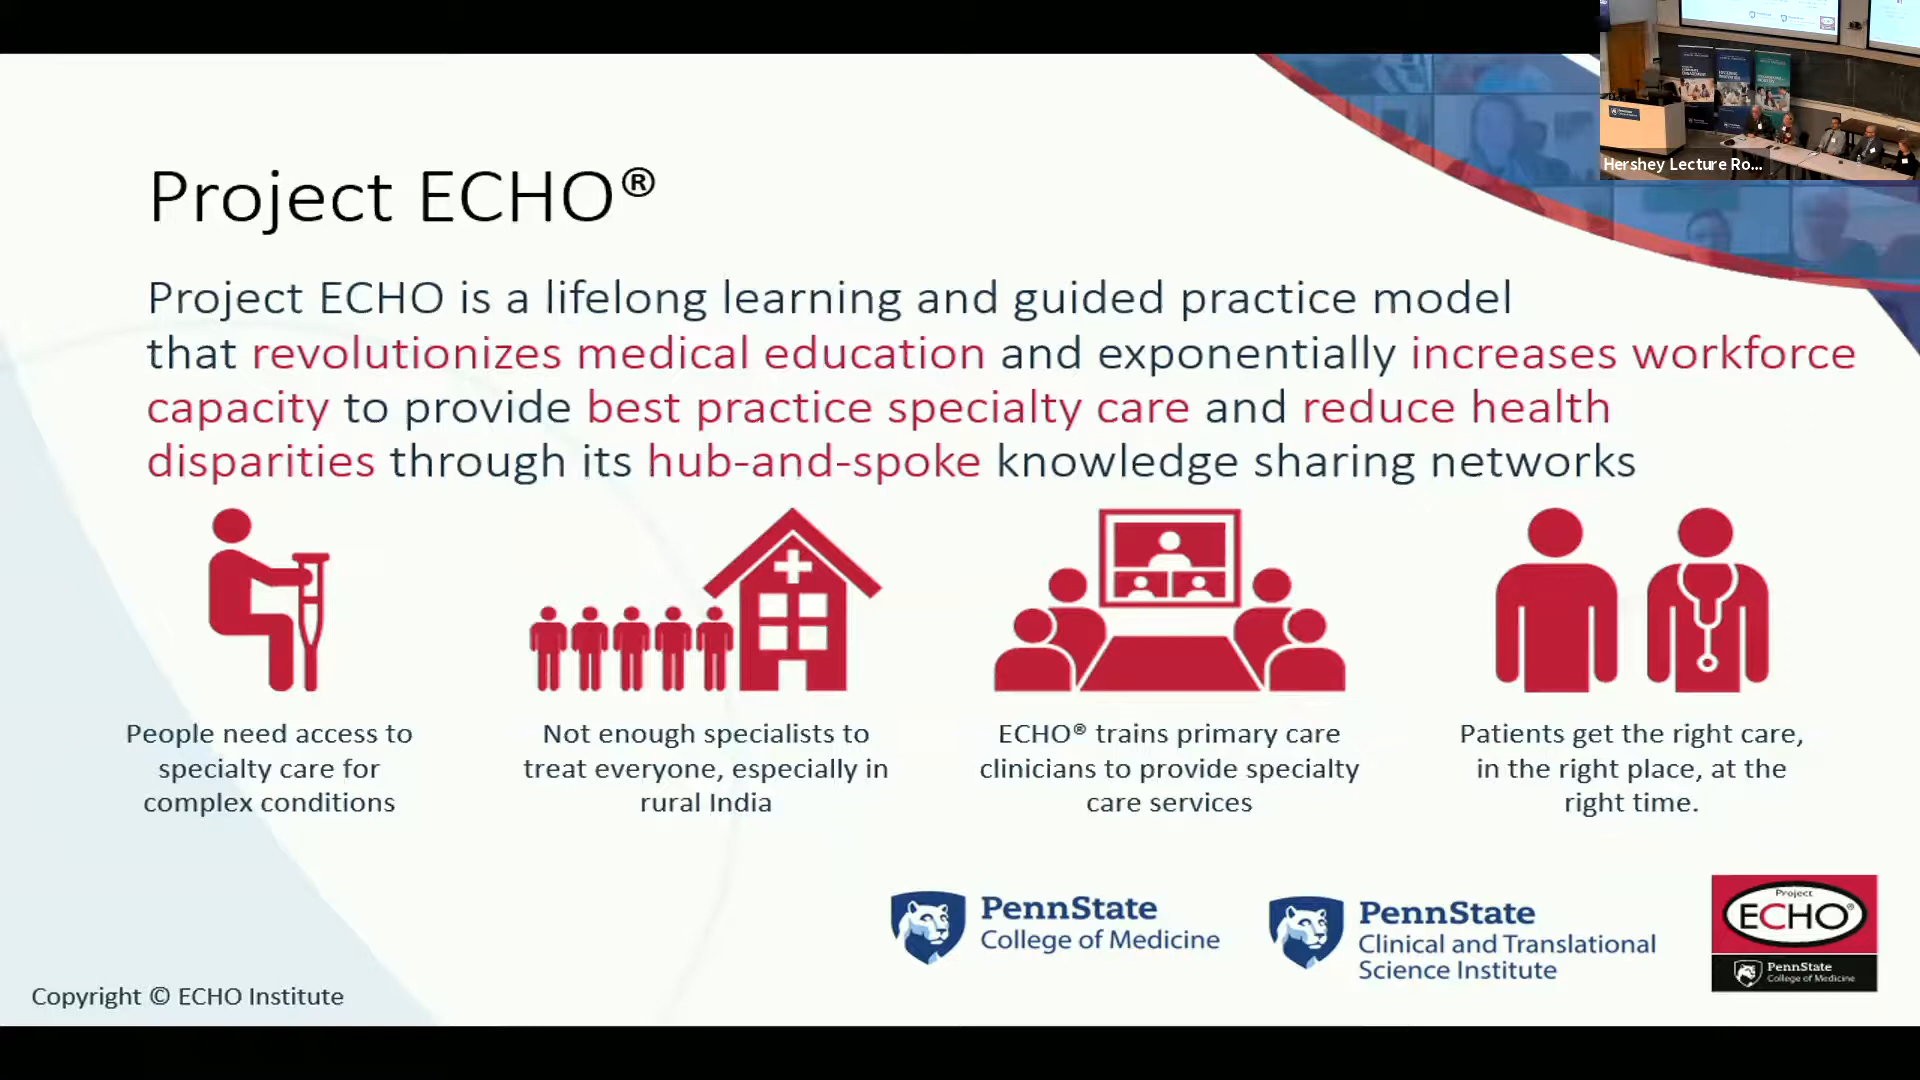 Hershey Lecture Ro...
Project ECHO®
Project ECHO is a lifelong learning and guided practice model
that revolutionizes medical education and exponentially increases workforce
capacity to provide best practice specialty care and reduce health
disparities through its hub-and-spoke knowledge sharing networks
People need access to
specialty care for
complex conditions
Not enough specialists to
treat everyone, especially in
rural India
ECHO® trains primary care
clinicians to provide specialty
care services
Patients get the right care,
in the right place, at the
right time.
PennState
College of Medicine
PennState
Clinical and Translational
Science Institute
Project
ECHO®
PennState
College of Medicine
Copyright © ECHO Institute